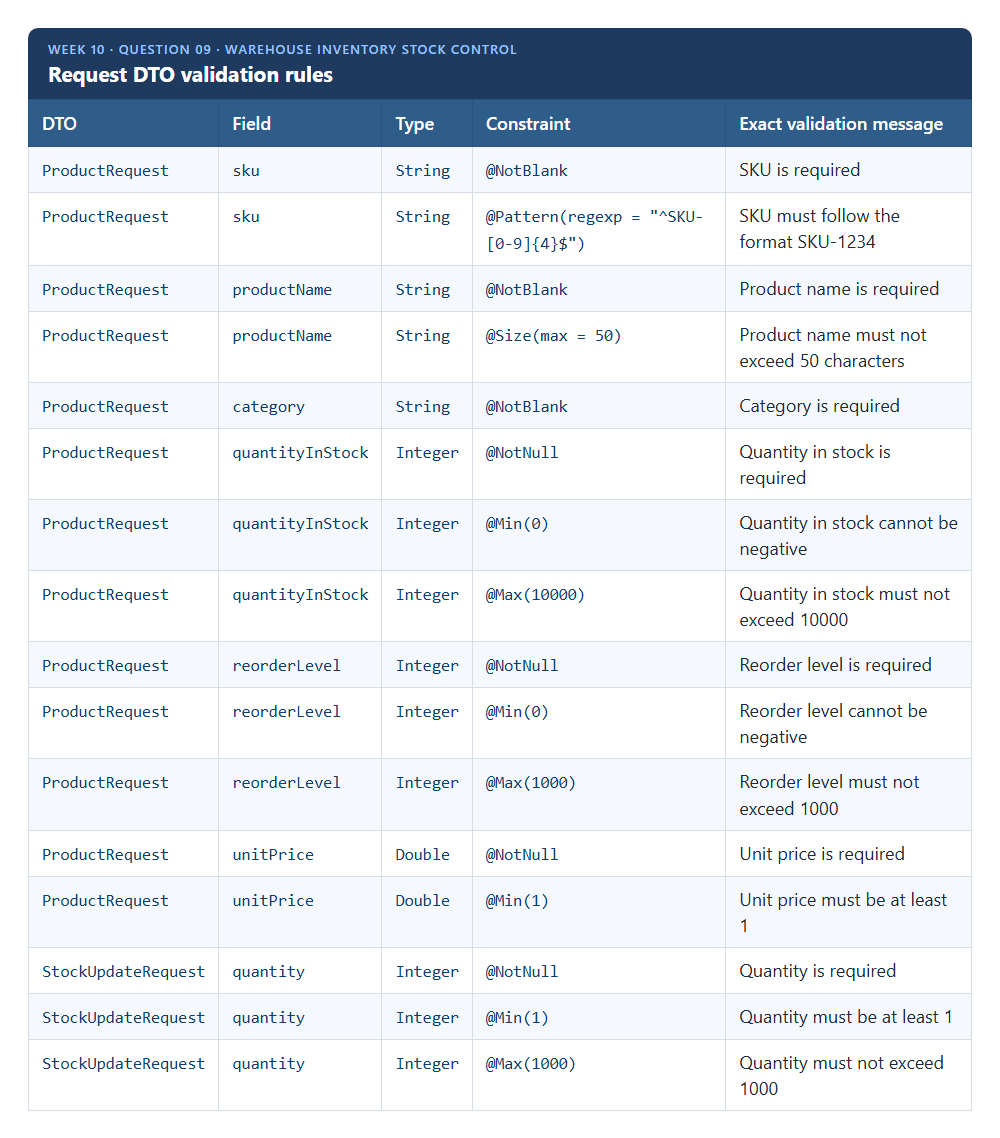 WEEK 10 · QUESTION 09 · WAREHOUSE INVENTORY STOCK CONTROL
Request DTO validation rules
DTO Field Type Constraint Exact validation message
ProductRequest sku String @NotBlank SKU is required
ProductRequest sku String @Pattern(regexp = "^SKU- SKU must follow the
[0-9]{4}$") format SKU-1234
ProductRequest productName String @NotBlank Product name is required
ProductRequest productName String @Size(max = 50) Product name must not
exceed 50 characters
ProductRequest category String @NotBlank Category is required
ProductRequest quantityInStock Integer @NotNull Quantity in stock is
required
ProductRequest quantityInStock Integer @Min(0) Quantity in stock cannot be
negative
ProductRequest quantityInStock Integer @Max(10000) Quantity in stock must not
exceed 10000
ProductRequest reorderLevel Integer @NotNull Reorder level is required
ProductRequest reorderLevel Integer @Min(0) Reorder level cannot be
negative
ProductRequest reorderLevel Integer @Max(1000) Reorder level must not
exceed 1000
ProductRequest unitPrice Double @NotNull Unit price is required
ProductRequest unitPrice Double @Min(1) Unit price must be at least
1
StockUpdateRequest quantity Integer @NotNull Quantity is required
StockUpdateRequest quantity Integer @Min(1) Quantity must be at least 1
StockUpdateRequest quantity Integer @Max(1000) Quantity must not exceed
1000